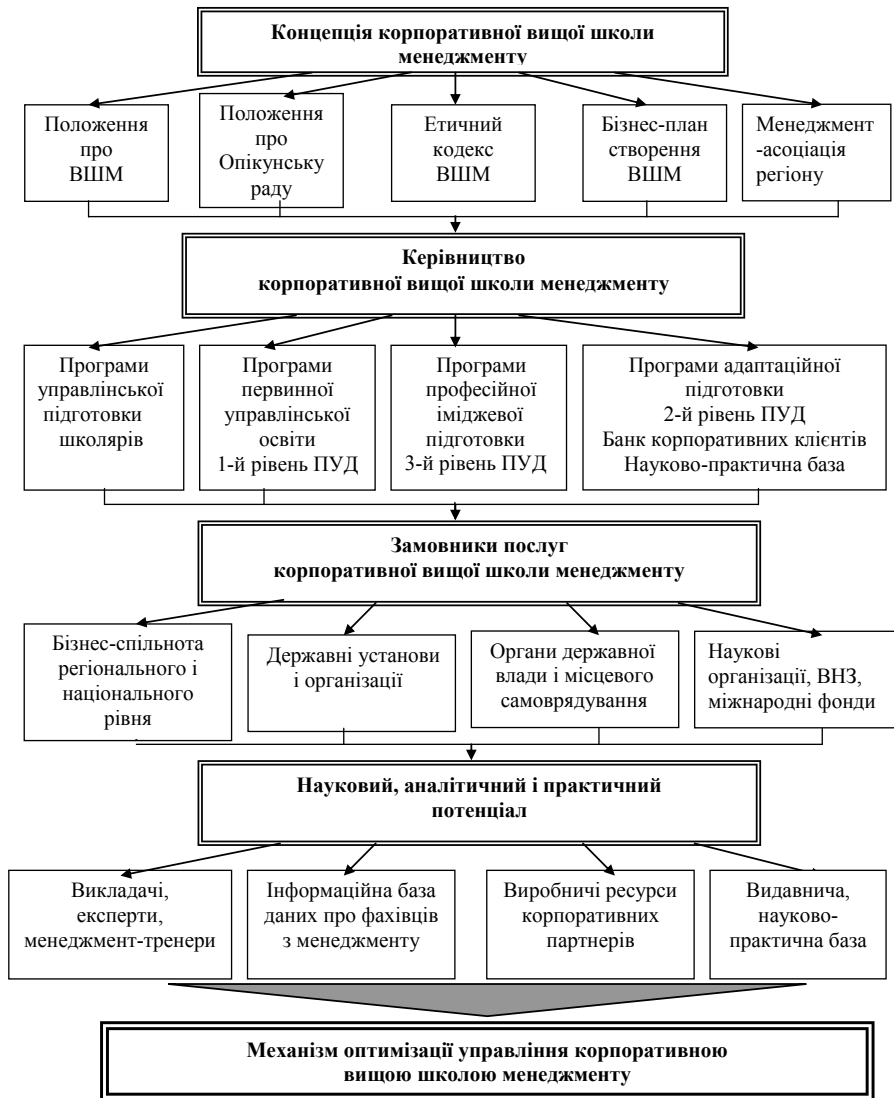 Концепція корпоративної вищої школи
менеджменту
Положення
про
ВШМ
Положення
про
Опікунську
раду
Етичний
кодекс
ВШМ
Бізнес-план
створення
ВШМ
Менеджмент
-асоціація
регіону
Керівництво
корпоративної вищої школи менеджменту
Програми
управлінської
підготовки
школярів
Програми
первинної
управлінської
освіти
1-й рівень ПУД
Програми
професійної
іміджевої
підготовки
3-й рівень ПУД
Програми адаптаційної
підготовки
2-й рівень ПУД
Банк корпоративних клієнтів
Науково-практична база
Замовники послуг
корпоративної вищої школи менеджменту
Бізнес-спільнота
регіонального і
національного
рівня
Державні установи
і організації
Органи державної
влади і місцевого
самоврядування
Наукові
організації, ВНЗ,
міжнародні фонди
Науковий, аналітичний і практичний
потенціал
Викладачі,
експерти,
менеджмент-тренери
Інформаційна база
даних про фахівців
з менеджменту
Виробничі ресурси
корпоративних
партнерів
Видавнича,
науково-
практична база
Механізм оптимізації управління корпоративною
вищою школою менеджменту